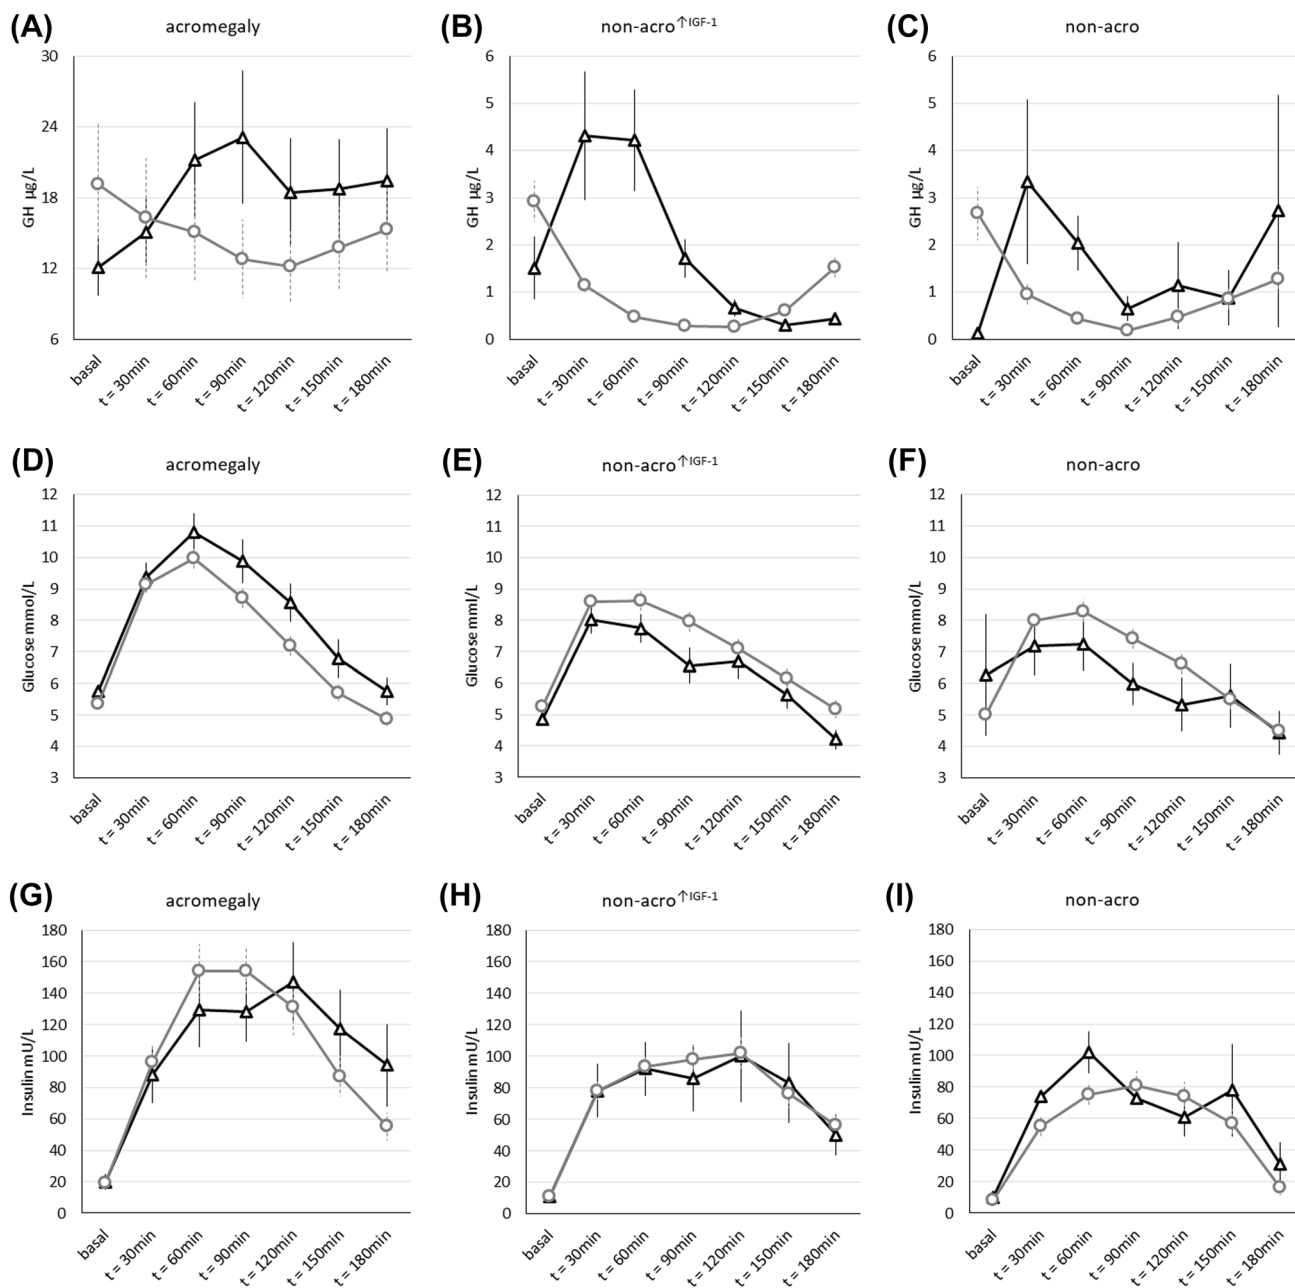 (A) acromegaly
GH µg/L
30
24
18
12
6
basal
t = 30min
t = 60min
t = 90min
t = 120min
t = 150min
t = 180min
(B) non-acro↑IGF-1
GH µg/L
6
5
4
3
2
1
0
basal
t = 30min
t = 60min
t = 90min
t = 120min
t = 150min
t = 180min
(C) non-acro
GH µg/L
6
5
4
3
2
1
0
basal
t = 30min
t = 60min
t = 90min
t = 120min
t = 150min
t = 180min
(D) acromegaly
Glucose mmol/L
12
11
10
9
8
7
6
5
4
3
basal
t = 30min
t = 60min
t = 90min
t = 120min
t = 150min
t = 180min
(E) non-acro↑IGF-1
Glucose mml/L
12
11
10
9
8
7
6
5
4
3
basal
t = 30min
t = 60min
t = 90min
t = 120min
t = 150min
t = 180min
(F) non-acro
Glucose mmol/L
12
11
10
9
8
7
6
5
4
3
basal
t = 30min
t = 60min
t = 90min
t = 120min
t = 150min
t = 180min
(G) acromegaly
Insulin mU/L
180
160
140
120
100
80
60
40
20
0
basal
t = 30min
t = 60min
t = 90min
t = 120min
t = 150min
t = 180min
(H) non-acro↑IGF-1
Insulin mU/L
180
160
140
120
100
80
60
40
20
0
basal
t = 30min
t = 60min
t = 90min
t = 120min
t = 150min
t = 180min
(I) non-acro
Insulin mU/L
180
160
140
120
100
80
60
40
20
0
basal
t = 30min
t = 60min
t = 90min
t = 120min
t = 150min
t = 180min